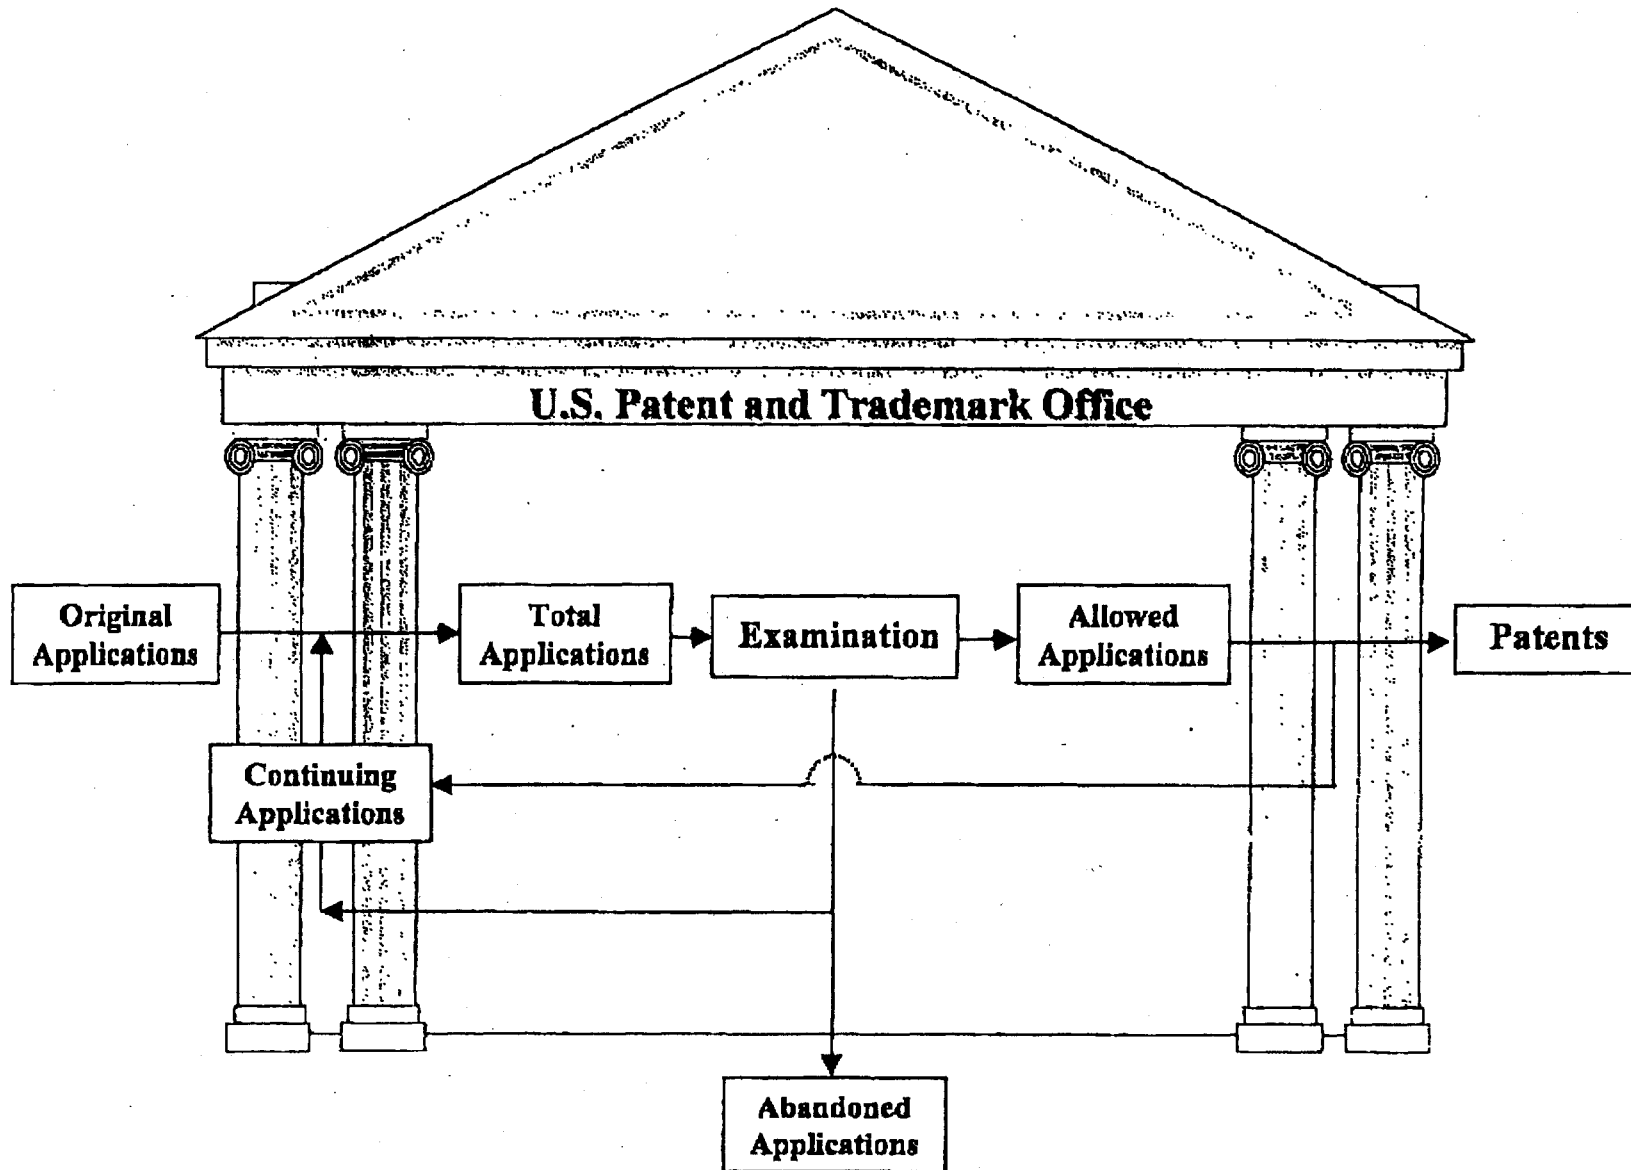 U.S. Patent and Trademark Office
Original
Applications
Total
Applications
Examination
Allowed
Applications
Patents
Continuing
Applications
Abandoned
Applications